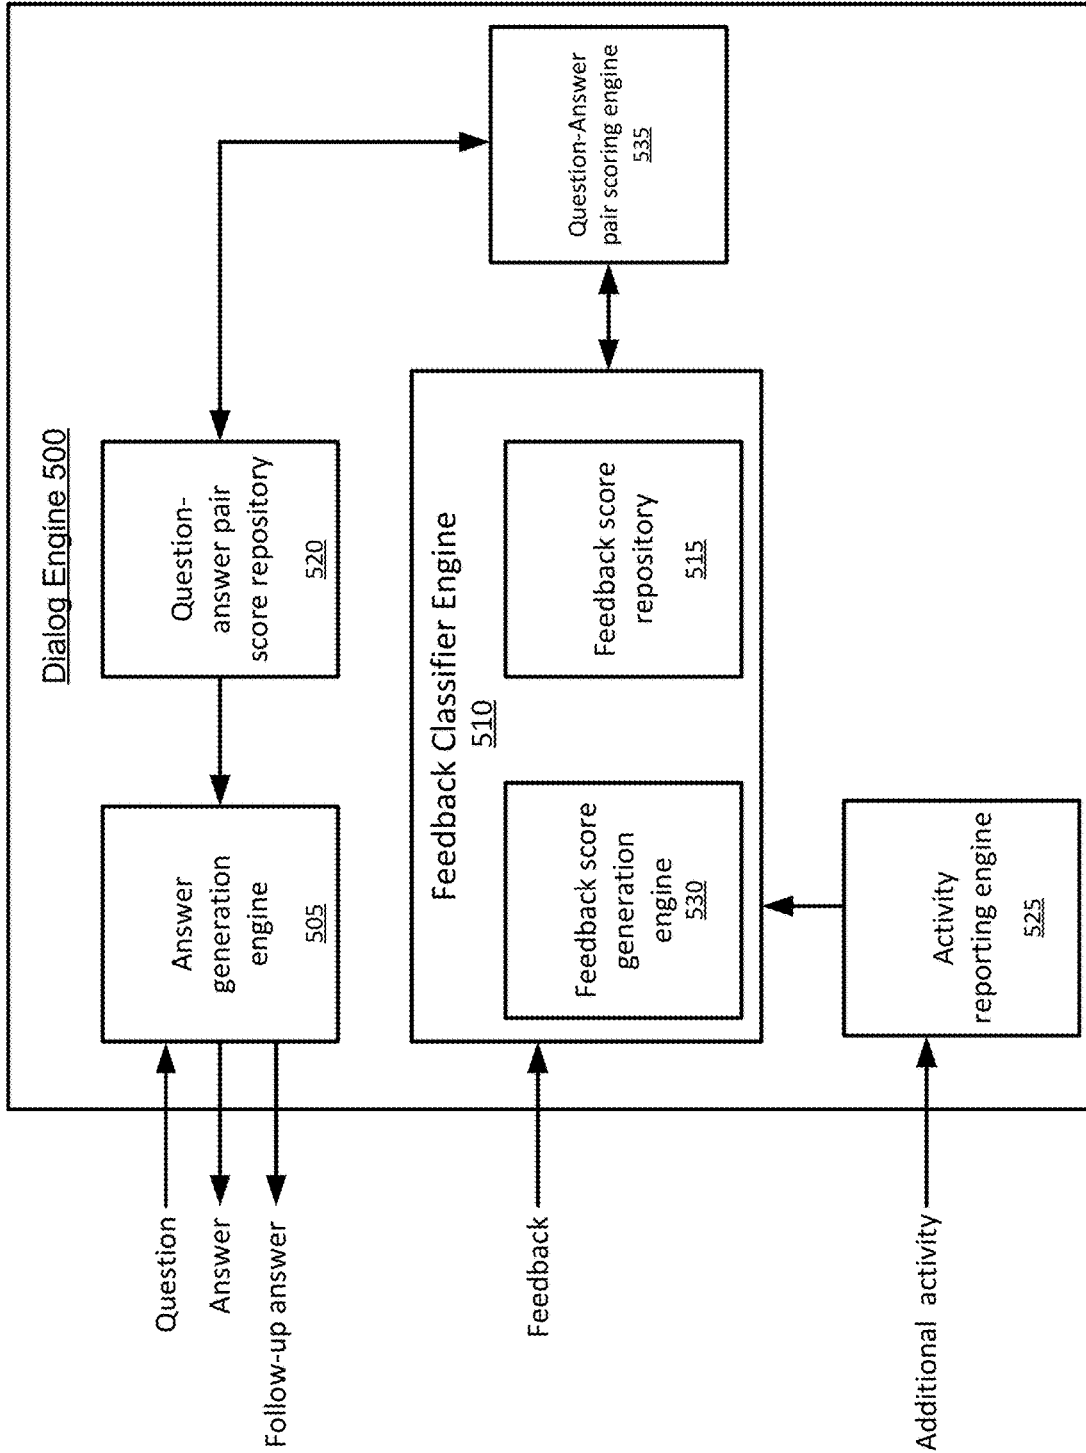 Dialog Engine 500
Question
Answer
Follow-up answer
Answer
generation
engine
505
Question-
answer pair
score repository
520
Feedback
Feedback Classifier Engine
510
Feedback score
generation
engine
530
Feedback score
repository
515
Question-Answer
pair scoring engine
535
Additional activity
Activity
reporting engine
525